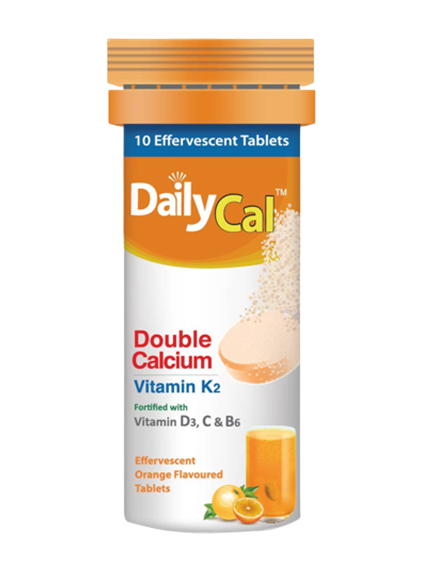 10 Effervescent Tablets
DailyCal™
Double
Calcium
Vitamin K2
Fortified with
Vitamin D3, C & B6
Effervescent
Orange Flavoured
Tablets